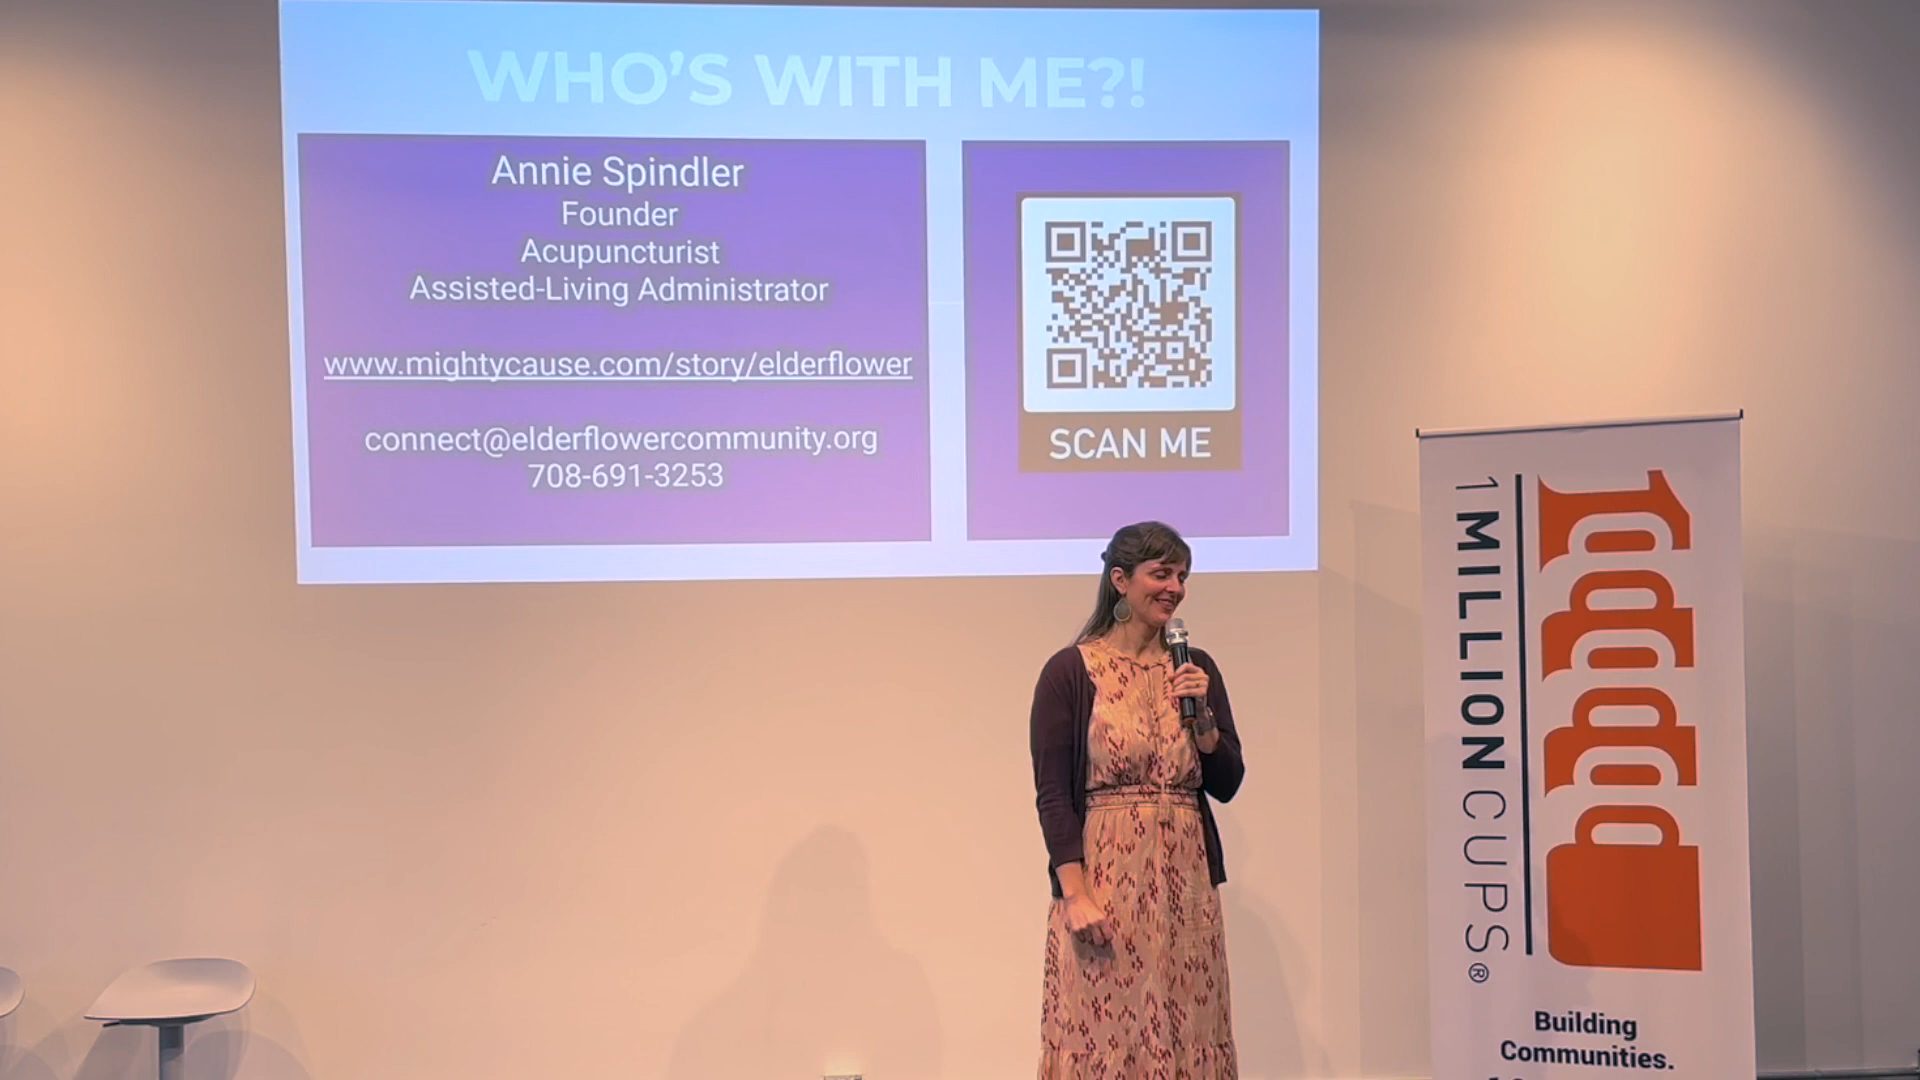 WHO'S WITH ME?!
Annie Spindler
Founder
Acupuncturist
Assisted-Living Administrator
www.mightycause.com/story/elderflower
connect@elderflowercommunity.org
708-691-3253
SCAN ME
1 MILLION CUPS®
Building
Communities.